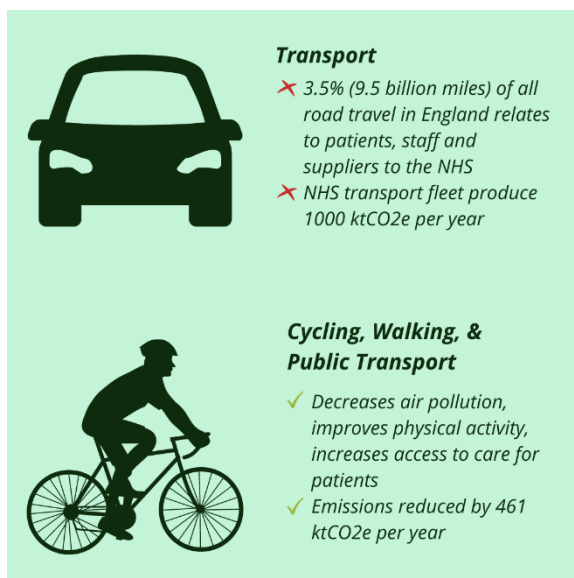 Transport
3.5% (9.5 billion miles) of all
road travel in England relates
to patients, staff and
suppliers to the NHS
NHS transport fleet produce
1000 ktCO2e per year
Cycling, Walking, &
Public Transport
Decreases air pollution,
improves physical activity,
increases access to care for
patients
Emissions reduced by 461
ktCO2e per year